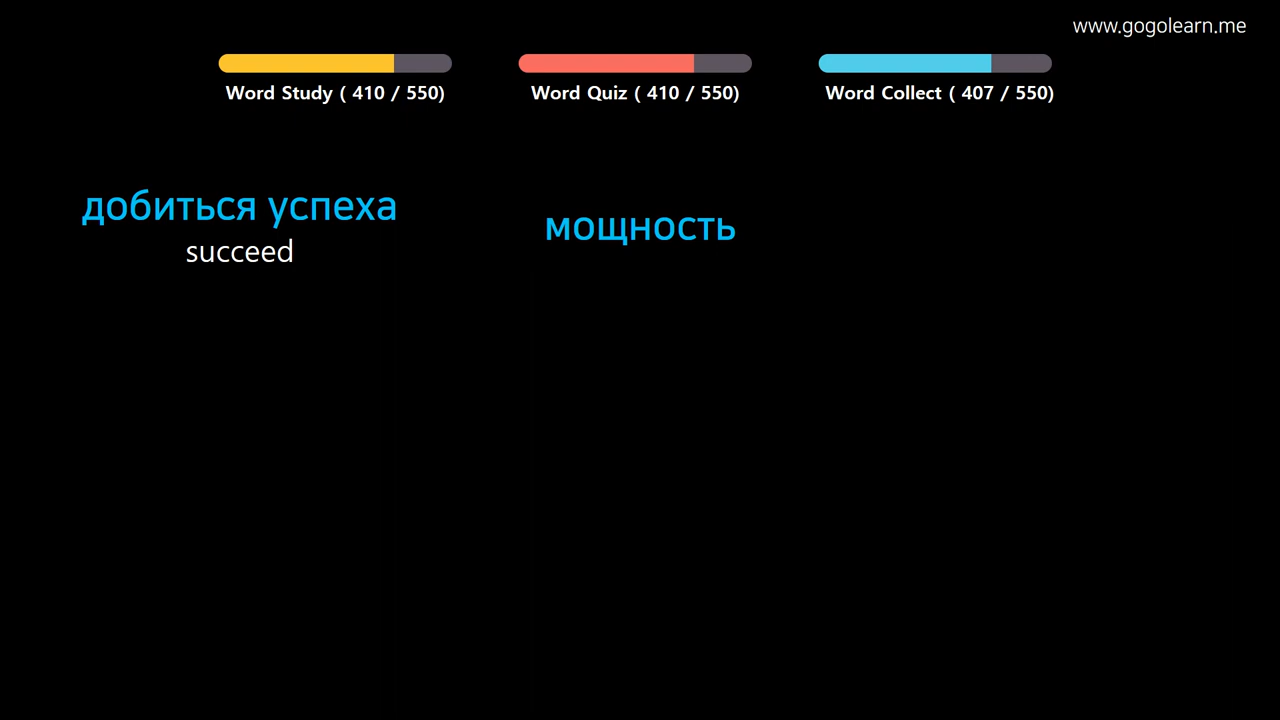 www.gogolearn.me
Word Study ( 410 / 550)
Word Quiz ( 410 / 550)
Word Collect ( 407 / 550)
добиться успеха
succeed
мощность